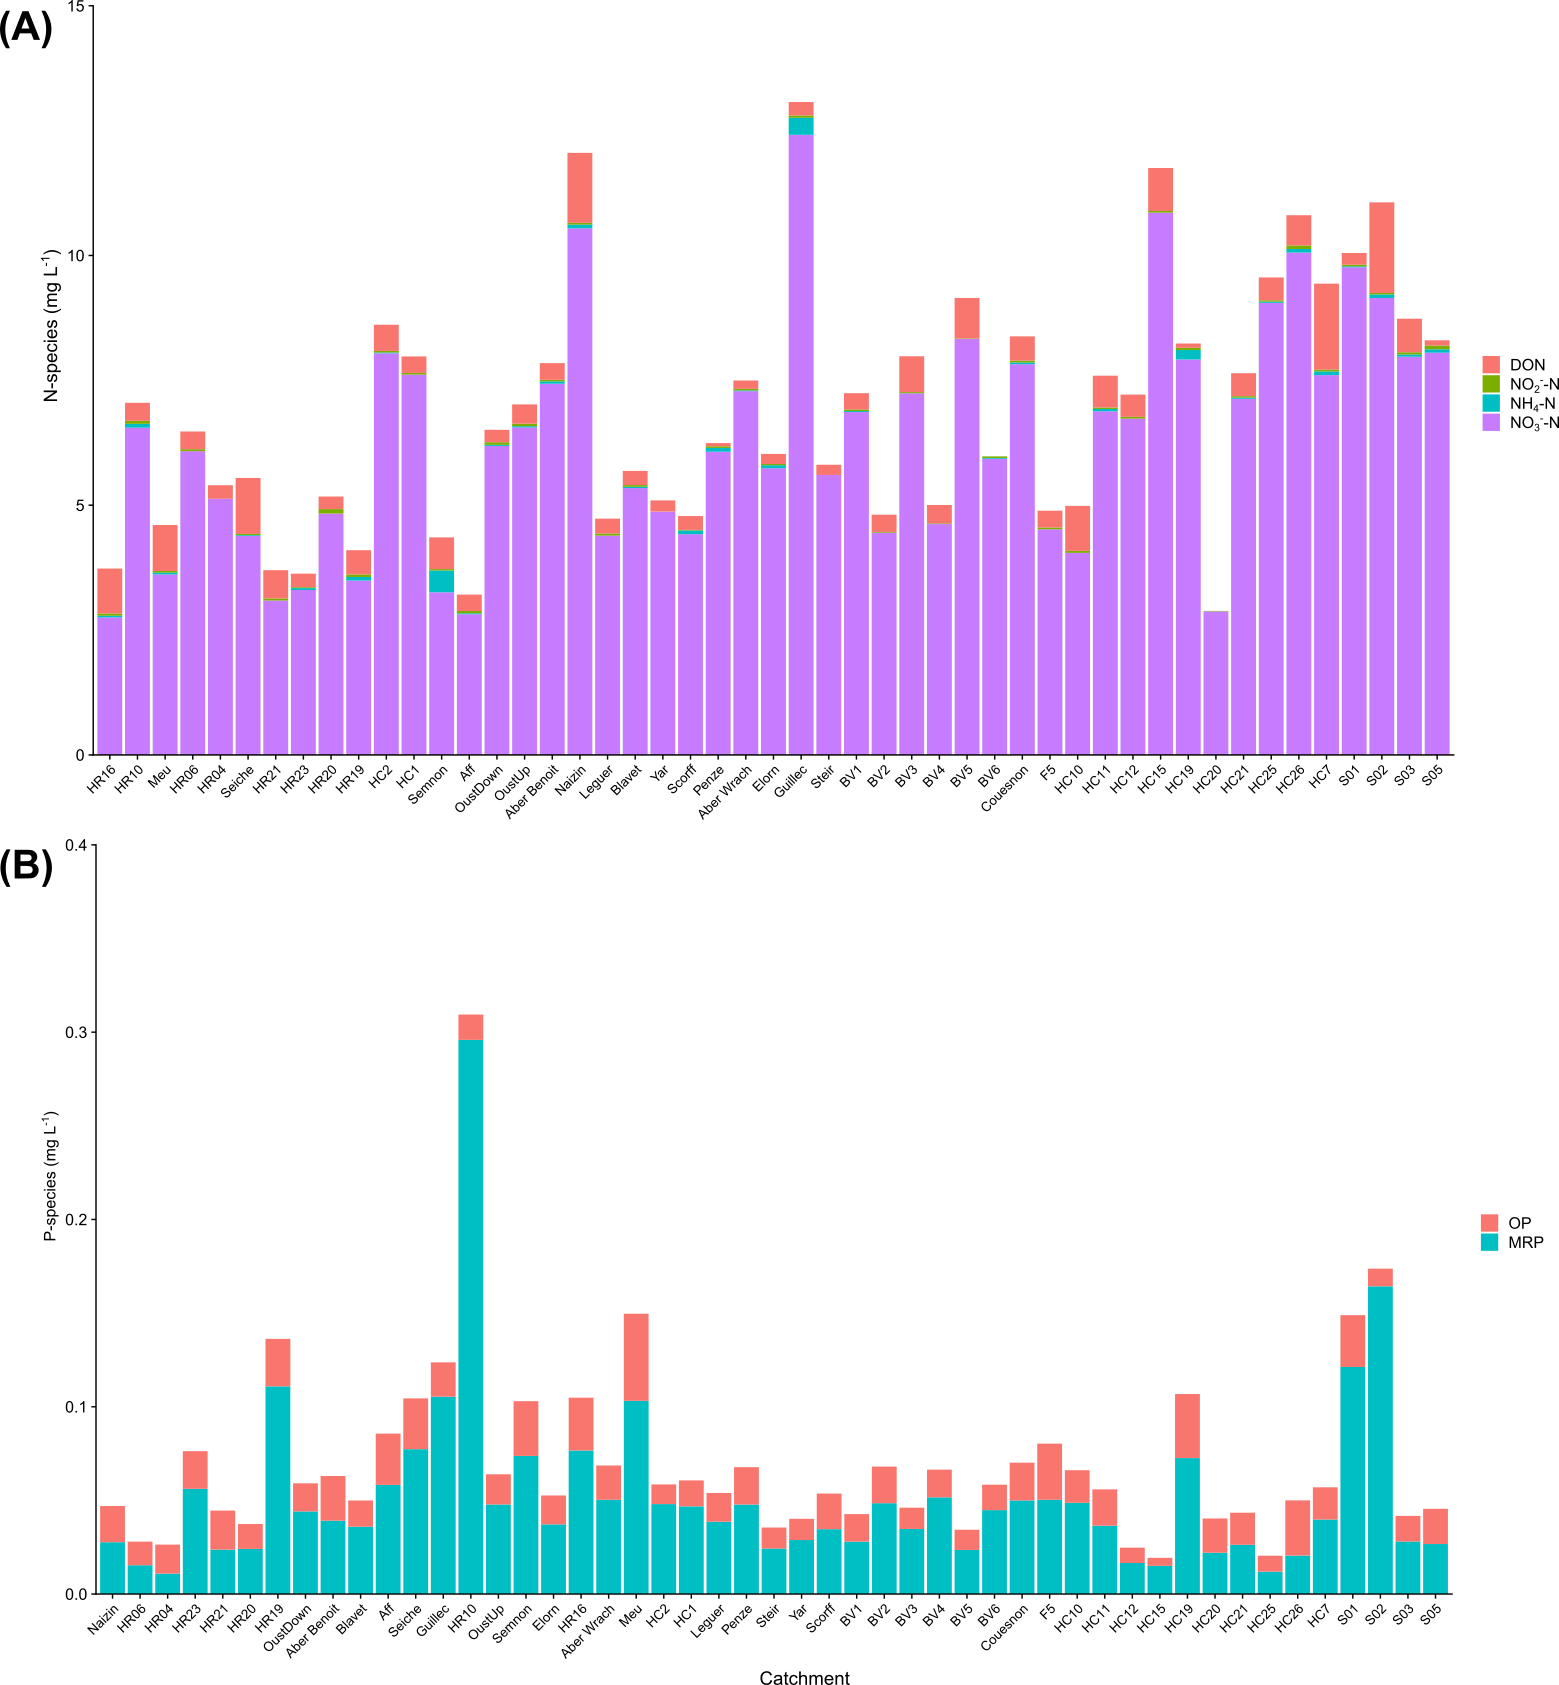 (A)
15
10
5
0
N-species (mg L⁻¹)
DON
NO₂⁻-N
NH₄-N
NO₃⁻-N
HR16 HR10 Meu HR06 HR04 Seiche HR21 HR23 HR20 HR19 HC2 HC1 Semnon Aff OustDown OustUp Aber Benoit Naizin Leguer Blavet Yar Scorff Penze Aber Wrach Elorn Guillec Steir BV1 BV2 BV3 BV4 BV5 BV6 Couesnon F5 HC10 HC11 HC12 HC15 HC19 HC20 HC21 HC25 HC26 HC7 S01 S02 S03 S05
(B)
0.4
0.3
0.2
0.1
0.0
P-species (mg L⁻¹)
OP
MRP
Naizin HR06 HR04 HR23 HR21 HR20 HR19 OustDown Aber Benoit Blavet Aff Seiche Guillec HR10 OustUp Semnon Elorn HR16 Aber Wrach Meu HC2 HC1 Leguer Penze Steir Yar Scorff BV1 BV2 BV3 BV4 BV5 BV6 Couesnon F5 HC10 HC11 HC12 HC15 HC19 HC20 HC21 HC25 HC26 HC7 S01 S02 S03 S05
Catchment